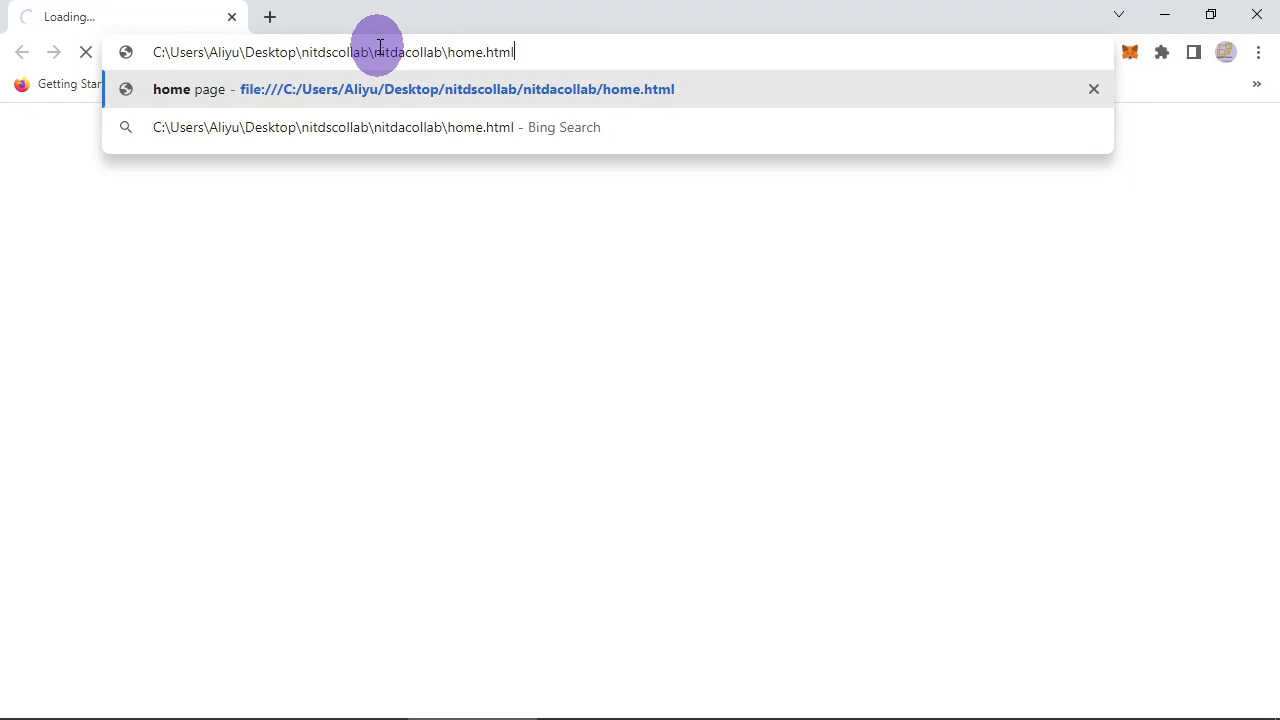 Loading...
C:\Users\Aliyu\Desktop\nitdscollab\nitdacollab\home.html
Getting Star
home page - file:///C:/Users/Aliyu/Desktop/nitdscollab/nitdacollab/home.html
C:\Users\Aliyu\Desktop\nitdscollab\nitdacollab\home.html - Bing Search